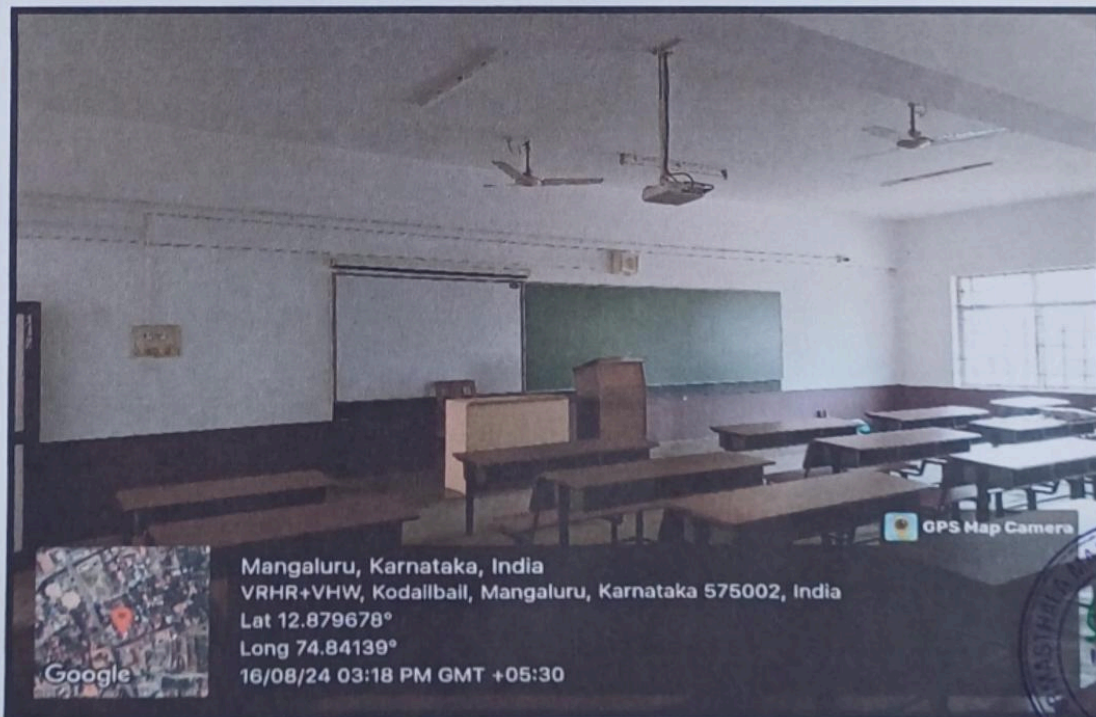 GPS Map Camera
Mangaluru, Karnataka, India
VRHR+VHW, Kodailbail, Mangaluru, Karnataka 575002, India
Lat 12.879678°
Long 74.84139°
16/08/24 03:18 PM GMT +05:30
Google